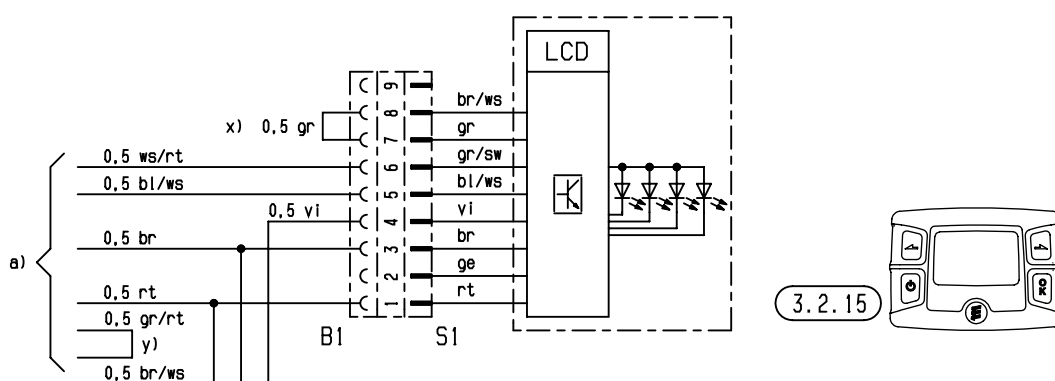 LCD
9
br/ws
8
x) 0,5 gr
gr
7
gr/sw
0,5 ws/rt
6
bl/ws
0,5 bl/ws
5
vi
0,5 vi
4
br
0,5 br
3
a)
ge
2
rt
0,5 rt
1
3.2.15
OK
0,5 gr/rt
B1 S1
y)
0,5 br/ws